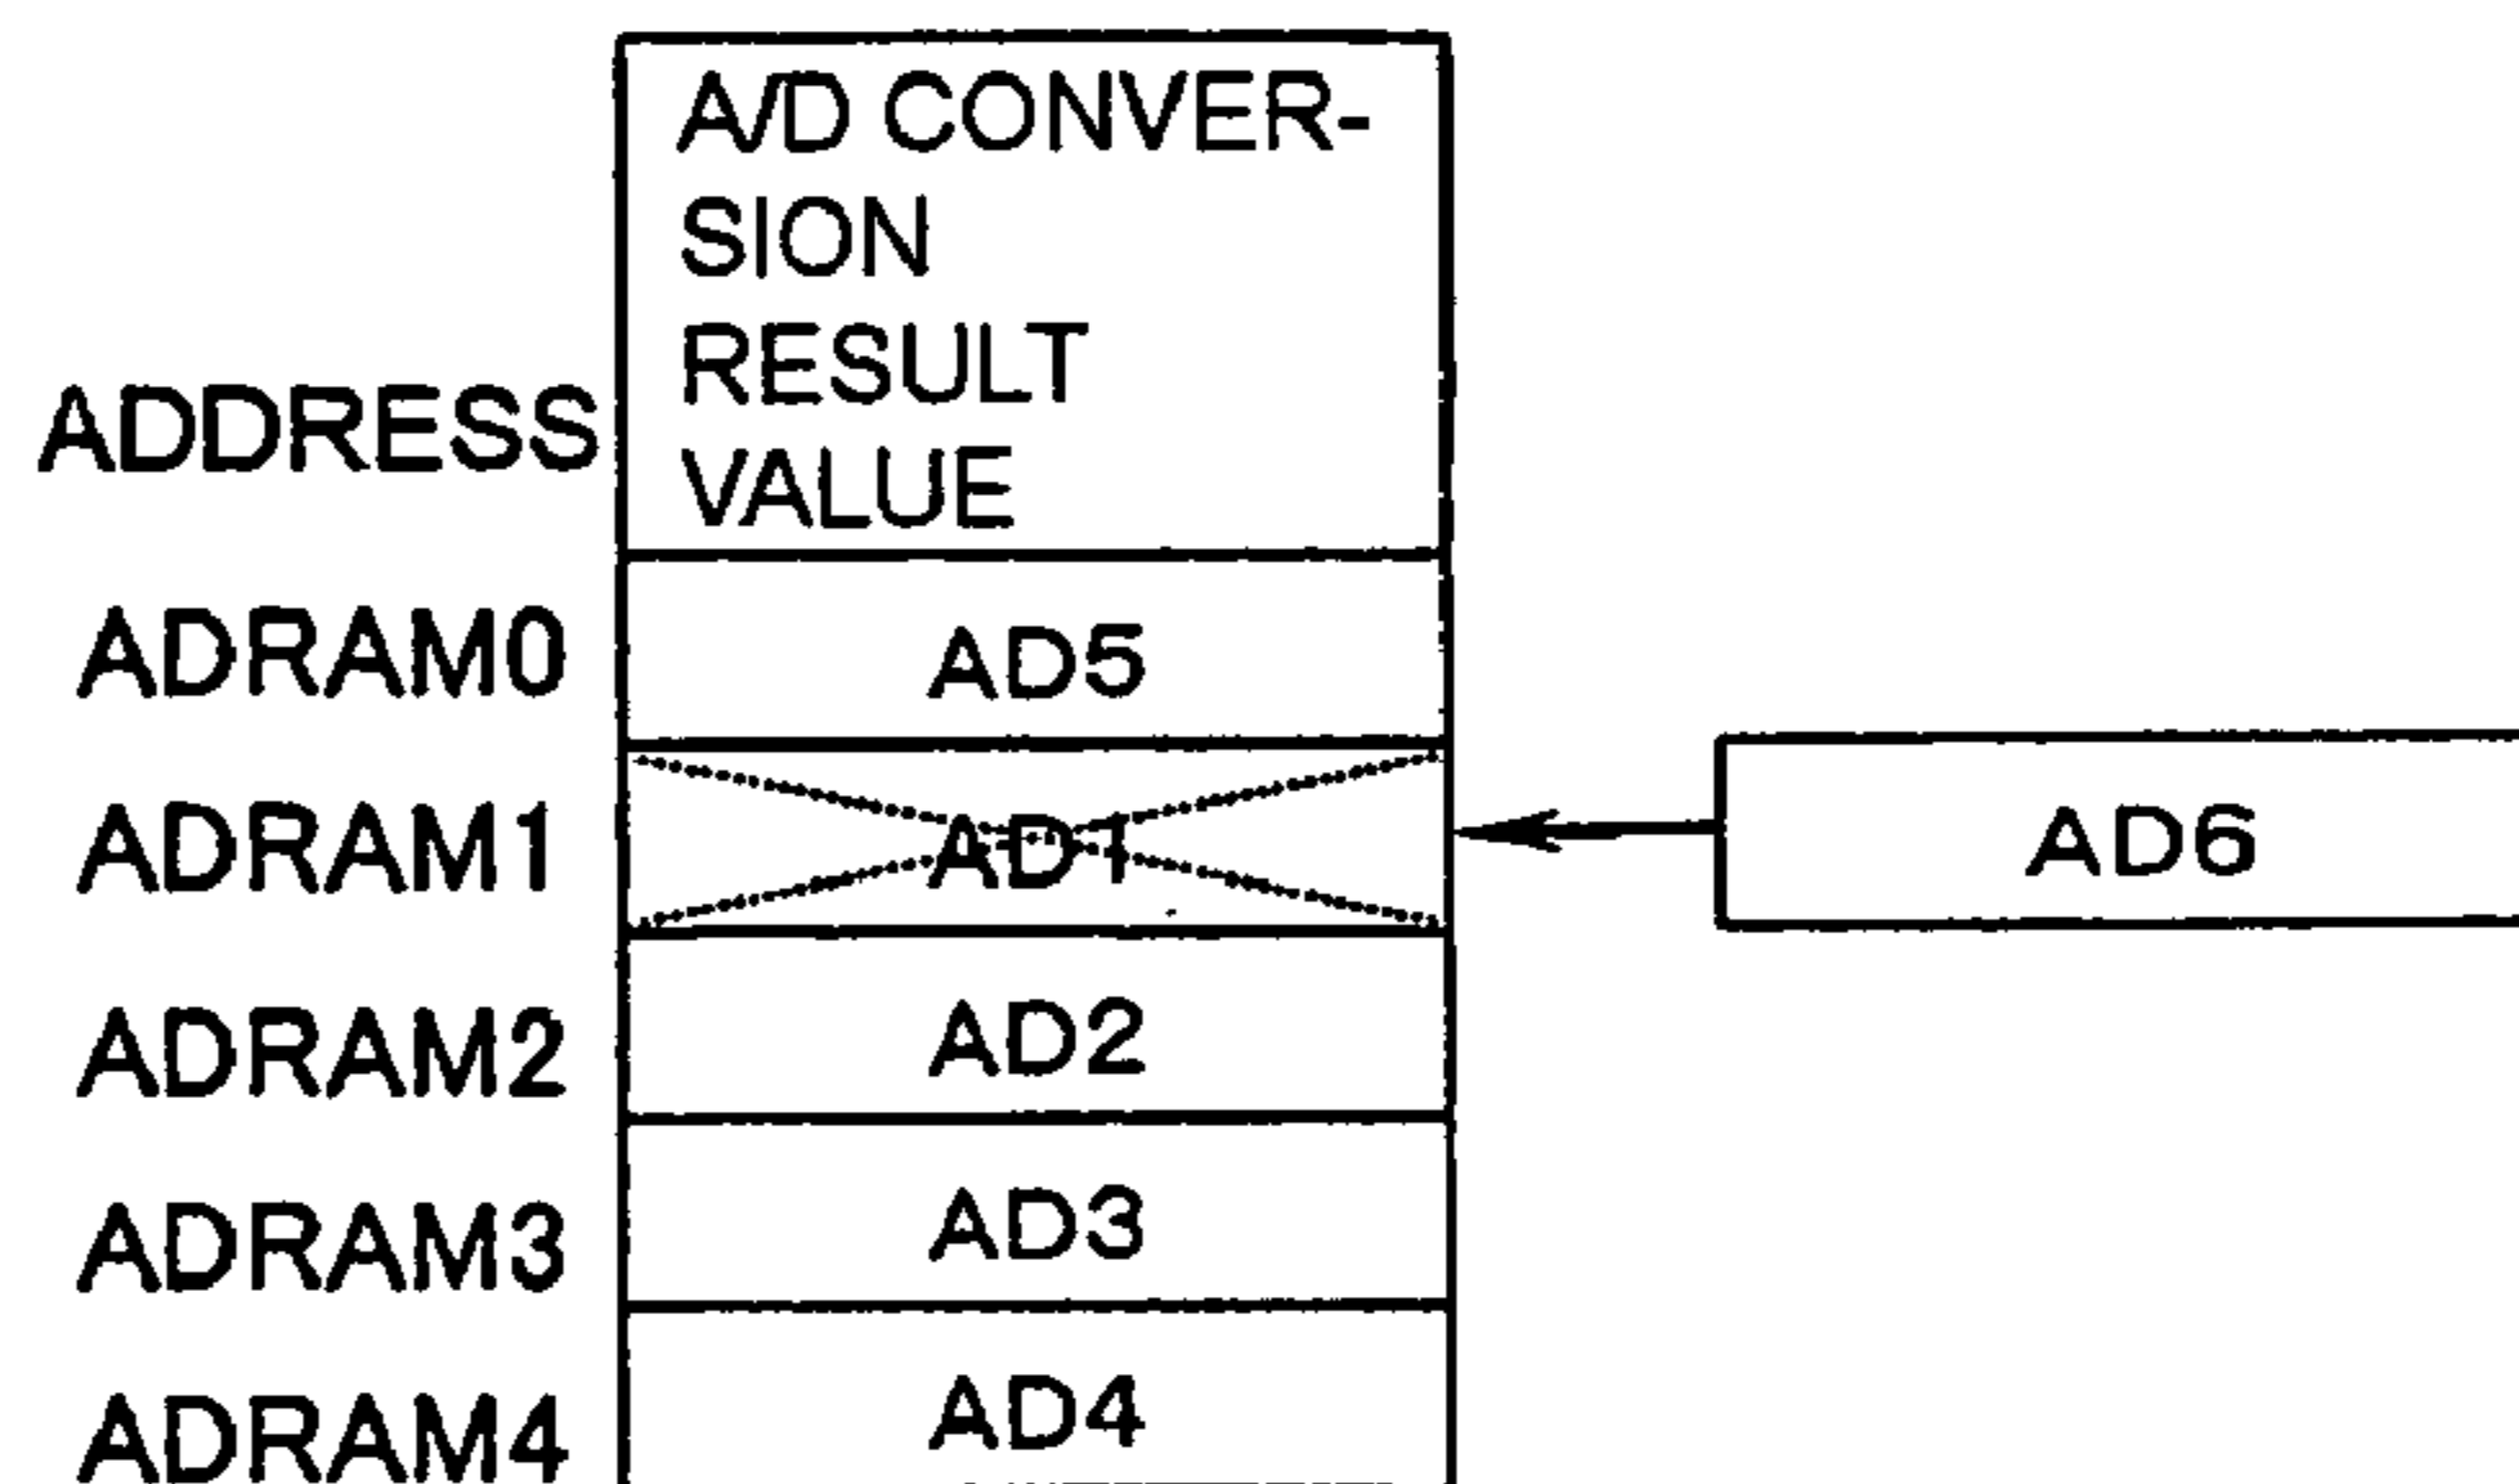 A/D CONVER-
SION
RESULT
VALUE
ADDRESS
ADRAM0 AD5
ADRAM1 AD1 AD6
ADRAM2 AD2
ADRAM3 AD3
ADRAM4 AD4